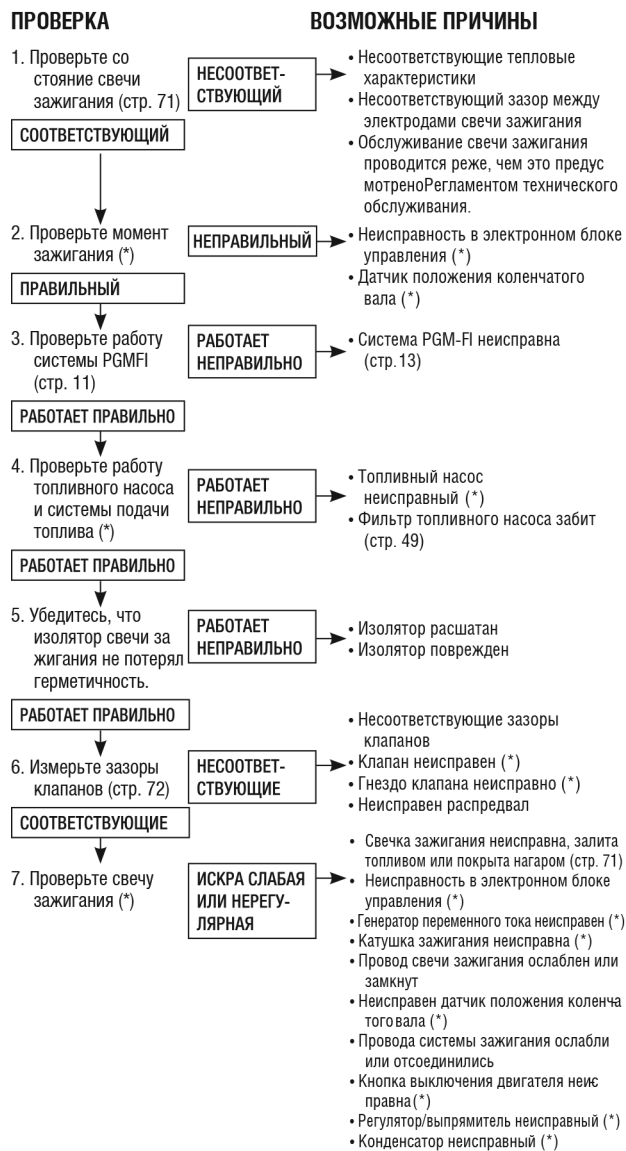 ПРОВЕРКА
ВОЗМОЖНЫЕ ПРИЧИНЫ
1. Проверьте со
стояние свечи
зажигания (стр. 71)
НЕСООТВЕТ-
СТВУЮЩИЙ
• Несоответствующие тепловые
характеристики
• Несоответствующий зазор между
электродами свечи зажигания
• Обслуживание свечи зажигания
проводится реже, чем это предус
мотреноРегламентом технического
обслуживания.
СООТВЕТСТВУЮЩИЙ
2. Проверьте момент
зажигания (*)
НЕПРАВИЛЬНЫЙ
• Неисправность в электронном блоке
управления (*)
• Датчик положения коленчатого
вала (*)
ПРАВИЛЬНЫЙ
3. Проверьте работу
системы PGMFI
(стр. 11)
РАБОТАЕТ
НЕПРАВИЛЬНО
• Система PGM-FI неисправна
(стр.13)
РАБОТАЕТ ПРАВИЛЬНО
4. Проверьте работу
топливного насоса
и системы подачи
топлива (*)
РАБОТАЕТ
НЕПРАВИЛЬНО
• Топливный насос
неисправный (*)
• Фильтр топливного насоса забит
(стр. 49)
РАБОТАЕТ ПРАВИЛЬНО
5. Убедитесь, что
изолятор свечи за
жигания не потерял
герметичность.
РАБОТАЕТ
НЕПРАВИЛЬНО
• Изолятор расшатан
• Изолятор поврежден
РАБОТАЕТ ПРАВИЛЬНО
6. Измерьте зазоры
клапанов (стр. 72)
НЕСООТВЕТ-
СТВУЮЩИЕ
• Несоответствующие зазоры
клапанов
• Клапан неисправен (*)
• Гнездо клапана неисправно (*)
• Неисправен распредвал
СООТВЕТСТВУЮЩИЕ
7. Проверьте свечу
зажигания (*)
ИСКРА СЛАБАЯ
ИЛИ НЕРЕГУ-
ЛЯРНАЯ
• Свечка зажигания неисправна, залита
топливом или покрыта нагаром (стр. 71)
• Неисправность в электронном блоке
управления (*)
• Генератор переменного тока неисправен (*)
• Катушка зажигания неисправна (*)
• Провод свечи зажигания ослаблен или
замкнут
• Неисправен датчик положения коленча
того вала (*)
• Провода системы зажигания ослабли
или отсоединились
• Кнопка выключения двигателя неис
правна (*)
• Регулятор/выпрямитель неисправный (*)
• Конденсатор неисправный (*)